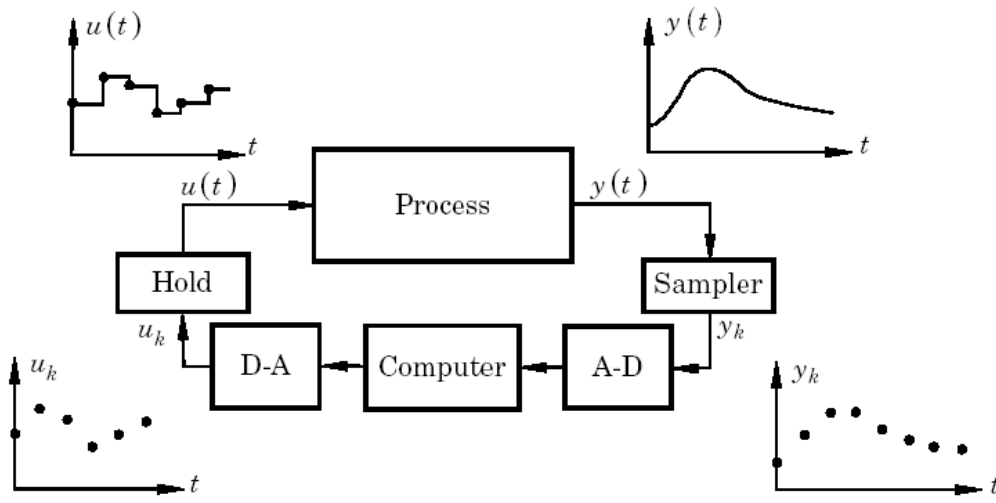 u(t)
y(t)
t
t
u(t)
Process
y(t)
Hold
Sampler
u_k
y_k
D-A
Computer
A-D
u_k
y_k
t
t